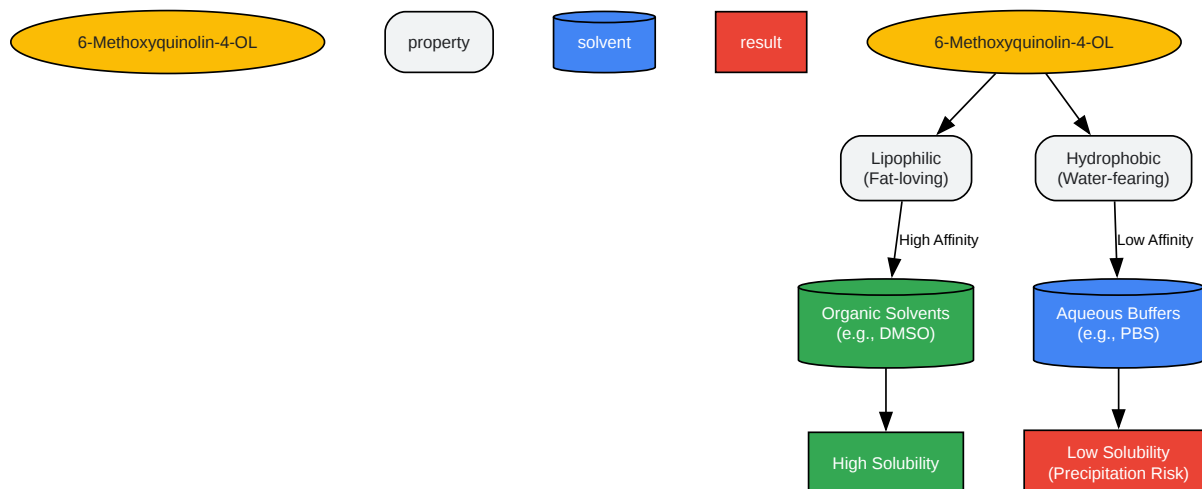 6-Methoxyquinolin-4-OL
property
solvent
result
6-Methoxyquinolin-4-OL
Lipophilic
(Fat-loving)
Hydrophobic
(Water-fearing)
High Affinity
Low Affinity
Organic Solvents
(e.g., DMSO)
Aqueous Buffers
(e.g., PBS)
High Solubility
Low Solubility
(Precipitation Risk)